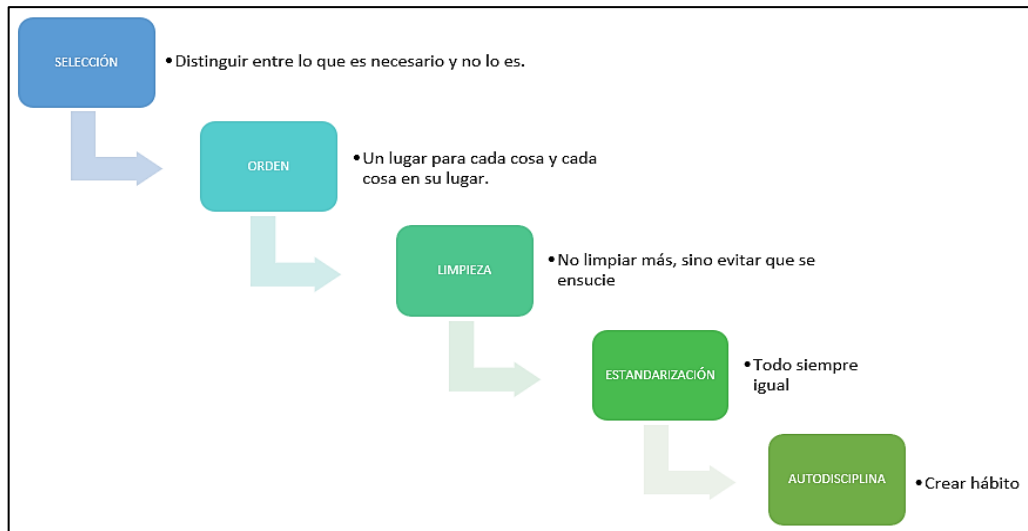 SELECCIÓN
•Distinguir entre lo que es necesario y no lo es.
ORDEN
•Un lugar para cada cosa y cada
cosa en su lugar.
LIMPIEZA
•No limpiar más, sino evitar que se
ensucie
ESTANDARIZACIÓN
•Todo siempre
igual
AUTODISCIPLINA
•Crear hábito